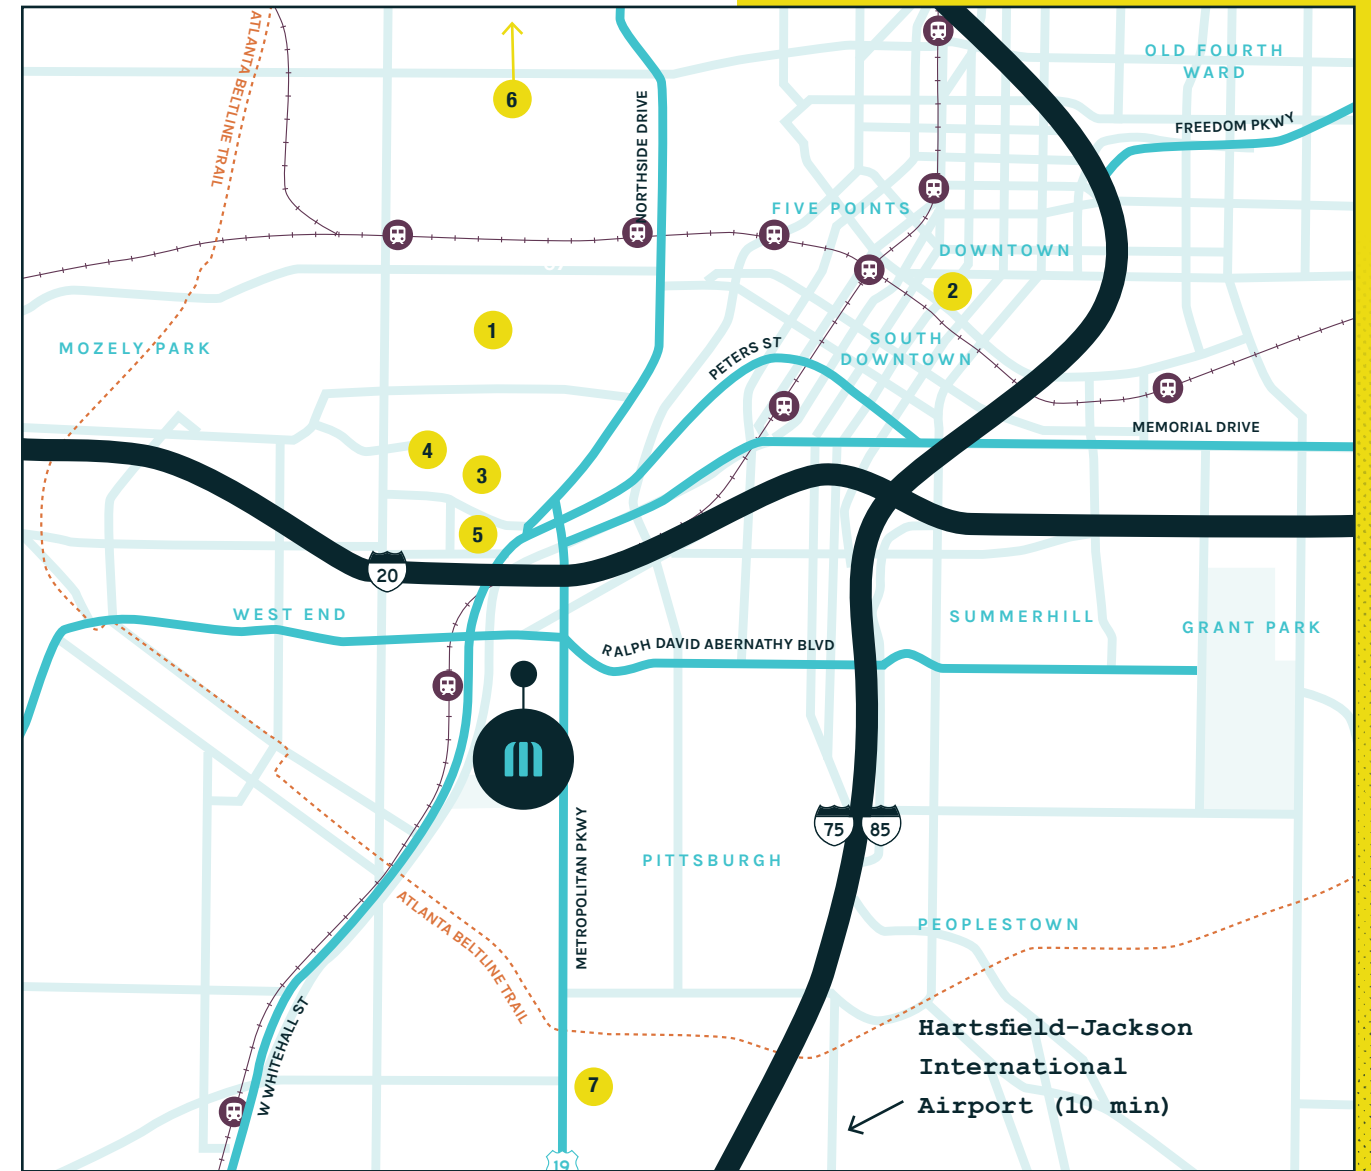 ATLANTA BELTLINE TRAIL
6
NORTHSIDE DRIVE
OLD FOURTH
WARD
FREEDOM PKWY
FIVE POINTS
DOWNTOWN
2
1
MOZELY PARK
PETERS ST
SOUTH
DOWNTOWN
MEMORIAL DRIVE
4
3
5
20
WEST END
RALPH DAVID ABERNATHY BLVD
SUMMERHILL
GRANT PARK
METROPOLITAN PKWY
75
85
PITTSBURGH
ATLANTA BELTLINE TRAIL
PEOPLESTOWN
W WHITEHALL ST
Hartsfield-Jackson
International
Airport (10 min)
7
19